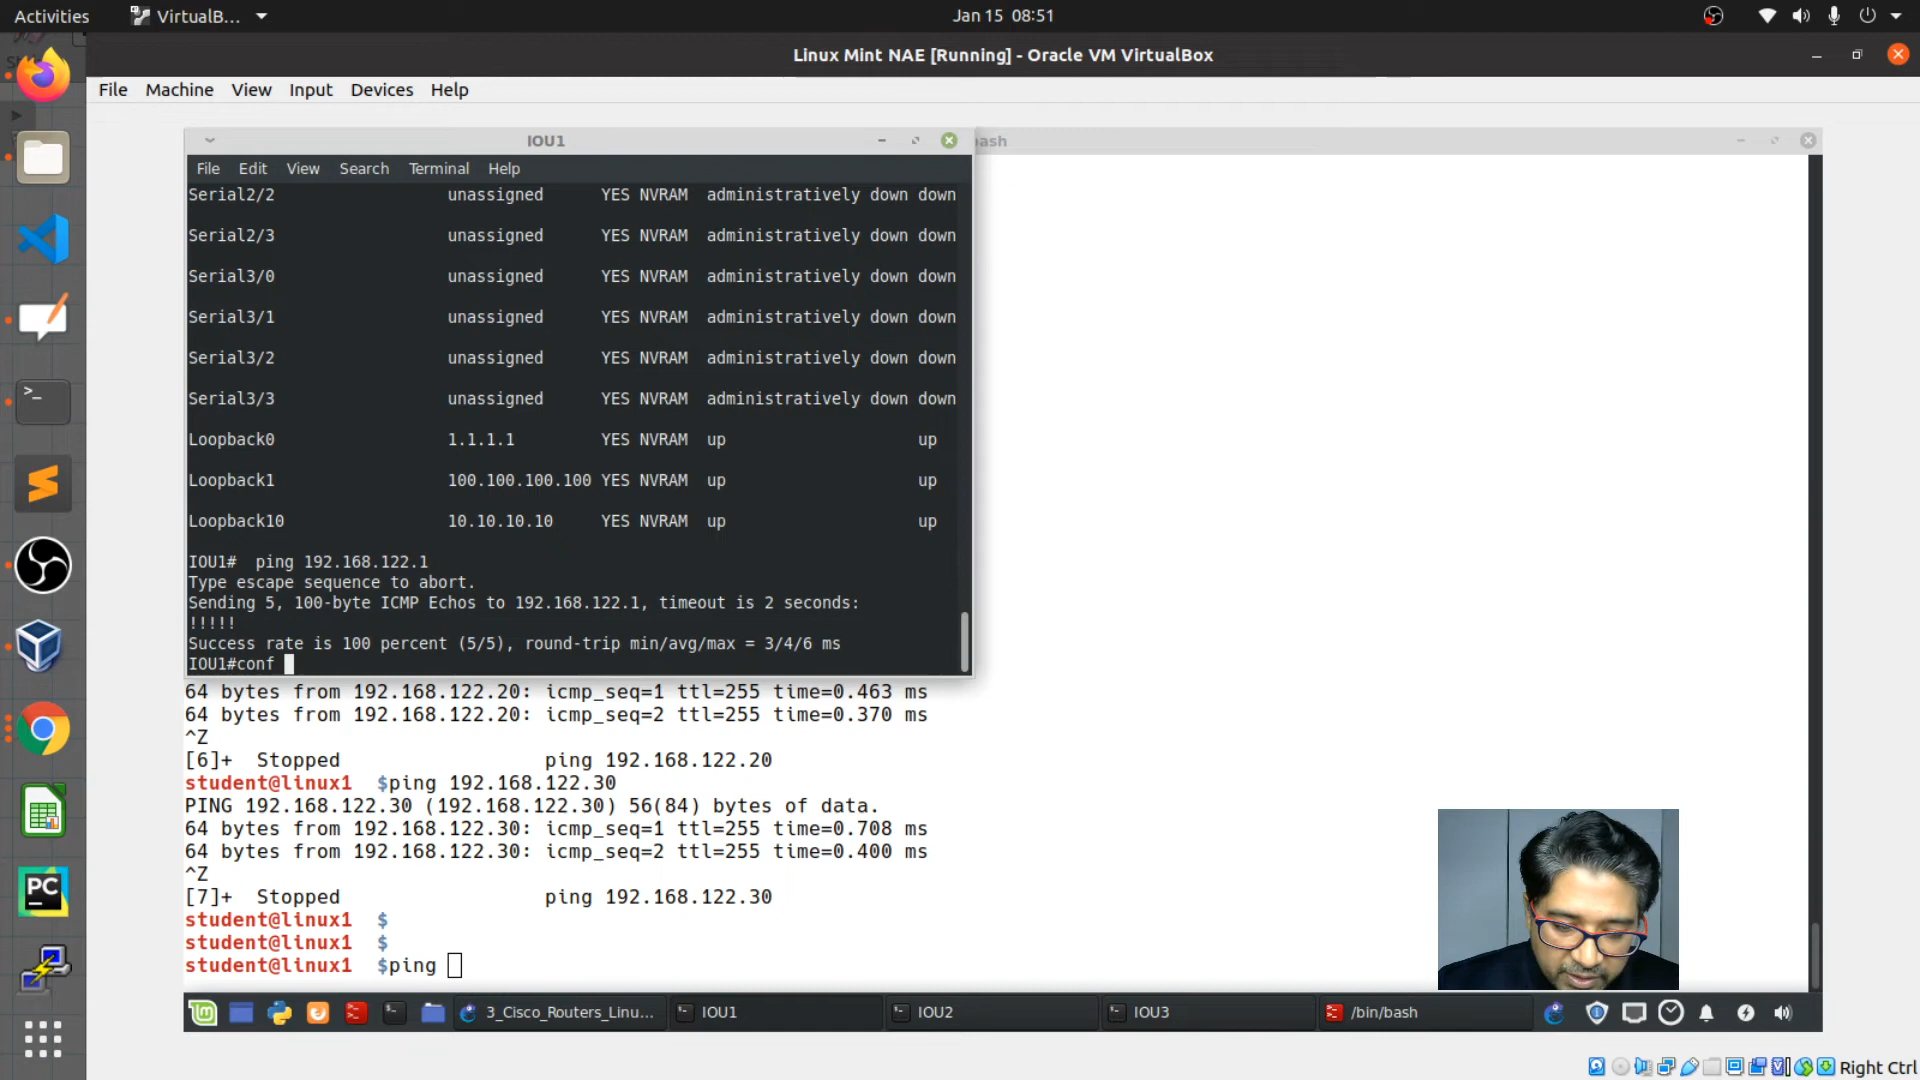 Activities
VirtualB...
Jan 15 08:51
Linux Mint NAE [Running] - Oracle VM VirtualBox
File Machine View Input Devices Help
IOU1
bash
File Edit View Search Terminal Help
Serial2/2 unassigned YES NVRAM administratively down down
Serial2/3 unassigned YES NVRAM administratively down down
Serial3/0 unassigned YES NVRAM administratively down down
Serial3/1 unassigned YES NVRAM administratively down down
Serial3/2 unassigned YES NVRAM administratively down down
Serial3/3 unassigned YES NVRAM administratively down down
Loopback0 1.1.1.1 YES NVRAM up up
Loopback1 100.100.100.100 YES NVRAM up up
Loopback10 10.10.10.10 YES NVRAM up up
IOU1# ping 192.168.122.1
Type escape sequence to abort.
Sending 5, 100-byte ICMP Echos to 192.168.122.1, timeout is 2 seconds:
!!!!!
Success rate is 100 percent (5/5), round-trip min/avg/max = 3/4/6 ms
IOU1#conf
64 bytes from 192.168.122.20: icmp_seq=1 ttl=255 time=0.463 ms
64 bytes from 192.168.122.20: icmp_seq=2 ttl=255 time=0.370 ms
^Z
[6]+ Stopped ping 192.168.122.20
student@linux1 $ping 192.168.122.30
PING 192.168.122.30 (192.168.122.30) 56(84) bytes of data.
64 bytes from 192.168.122.30: icmp_seq=1 ttl=255 time=0.708 ms
64 bytes from 192.168.122.30: icmp_seq=2 ttl=255 time=0.400 ms
^Z
[7]+ Stopped ping 192.168.122.30
student@linux1 $
student@linux1 $
student@linux1 $ping
3_Cisco_Routers_Linu...
IOU1
IOU2
IOU3
/bin/bash
PC
Right Ctrl